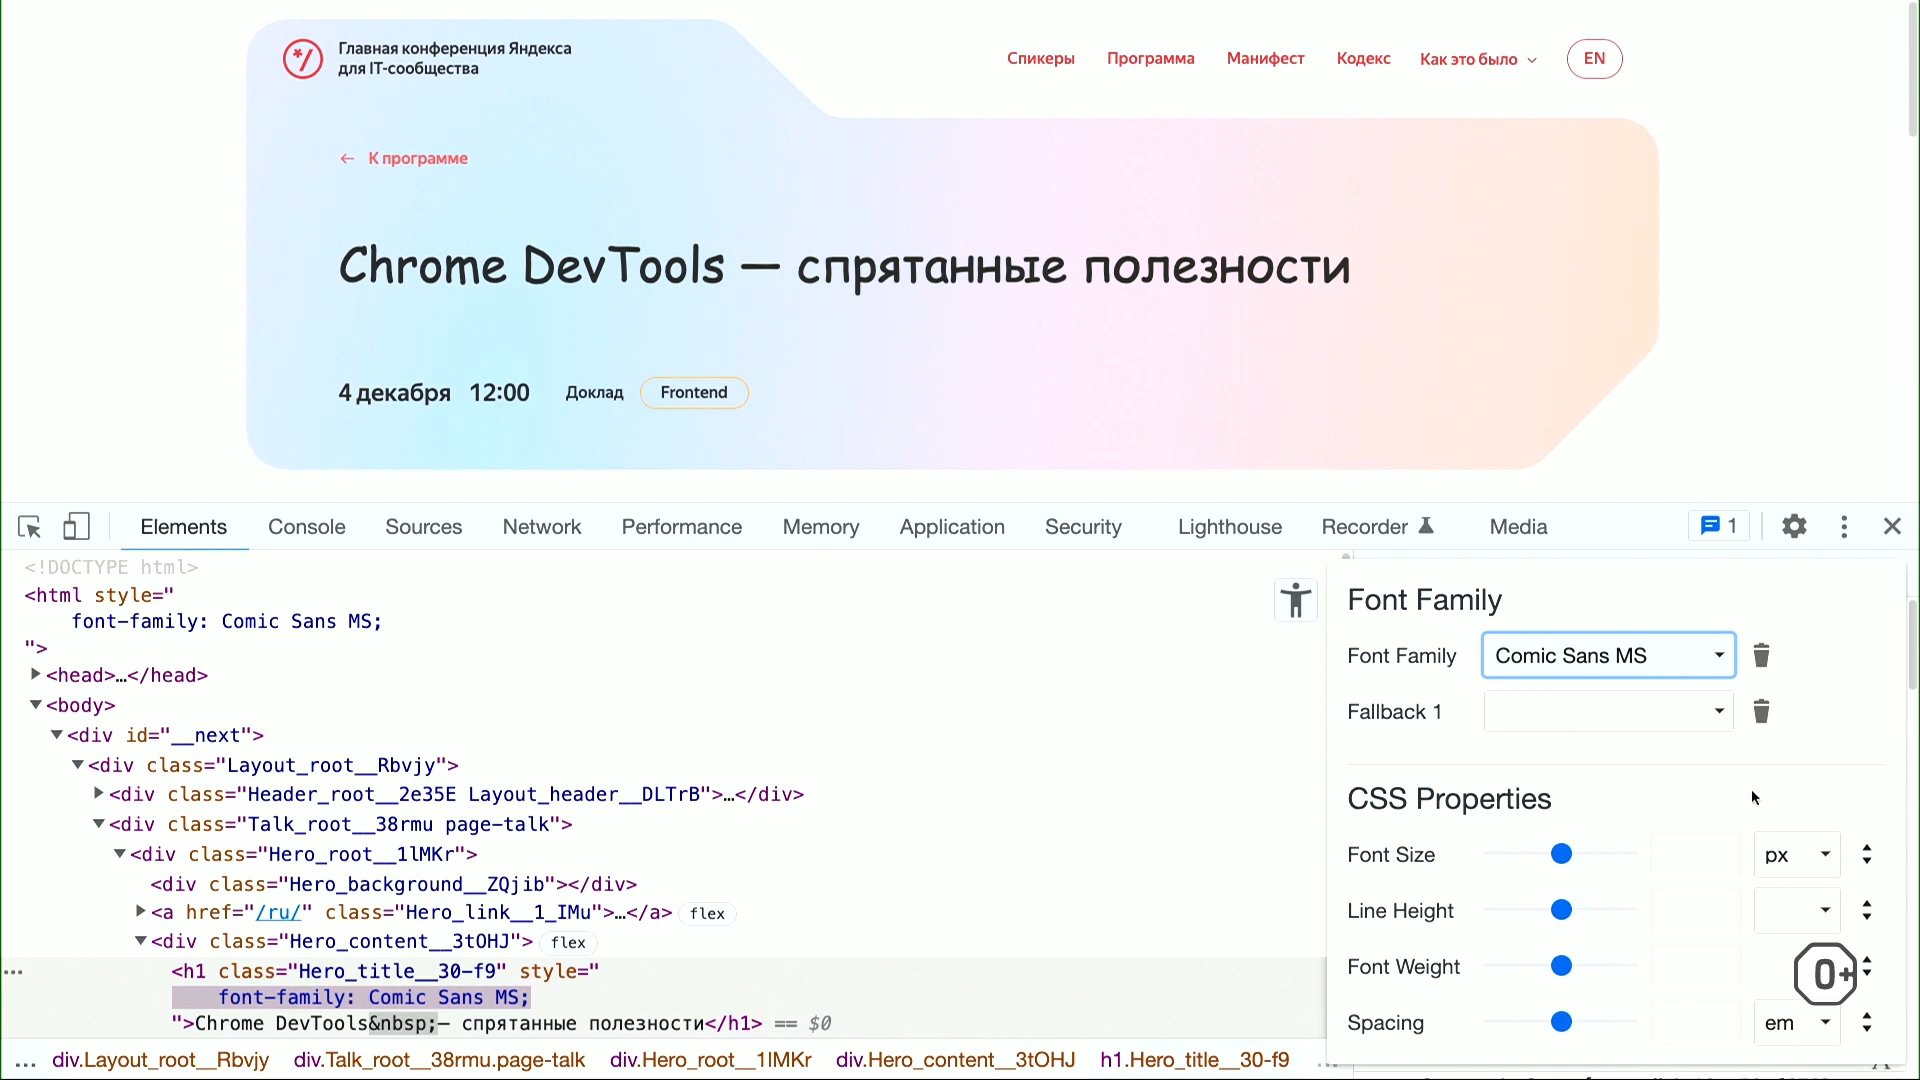 Главная конференция Яндекса
для IT-сообщества
Спикеры Программа Манифест Кодекс Как это было EN
← К программе
Chrome DevTools — спрятанные полезности
4 декабря 12:00 Доклад Frontend
Elements Console Sources Network Performance Memory Application Security Lighthouse Recorder Media 1
<!DOCTYPE html>
<html style="
font-family: Comic Sans MS;
">
<head>…</head>
<body>
<div id="__next">
<div class="Layout_root__Rbvjy">
<div class="Header_root__2e35E Layout_header__DLTrB">…</div>
<div class="Talk_root__38rmu page-talk">
<div class="Hero_root__1lMKr">
<div class="Hero_background__ZQjib"></div>
<a href="/ru/" class="Hero_link__1_IMu">…</a> flex
<div class="Hero_content__3tOHJ"> flex
<h1 class="Hero_title__30-f9" style="
font-family: Comic Sans MS;
">Chrome DevTools&nbsp;— спрятанные полезности</h1> == $0
… div.Layout_root__Rbvjy div.Talk_root__38rmu.page-talk div.Hero_root__1lMKr div.Hero_content__3tOHJ h1.Hero_title__30-f9 …
Font Family
Font Family Comic Sans MS
Fallback 1
CSS Properties
Font Size px
Line Height
Font Weight
Spacing em
0+